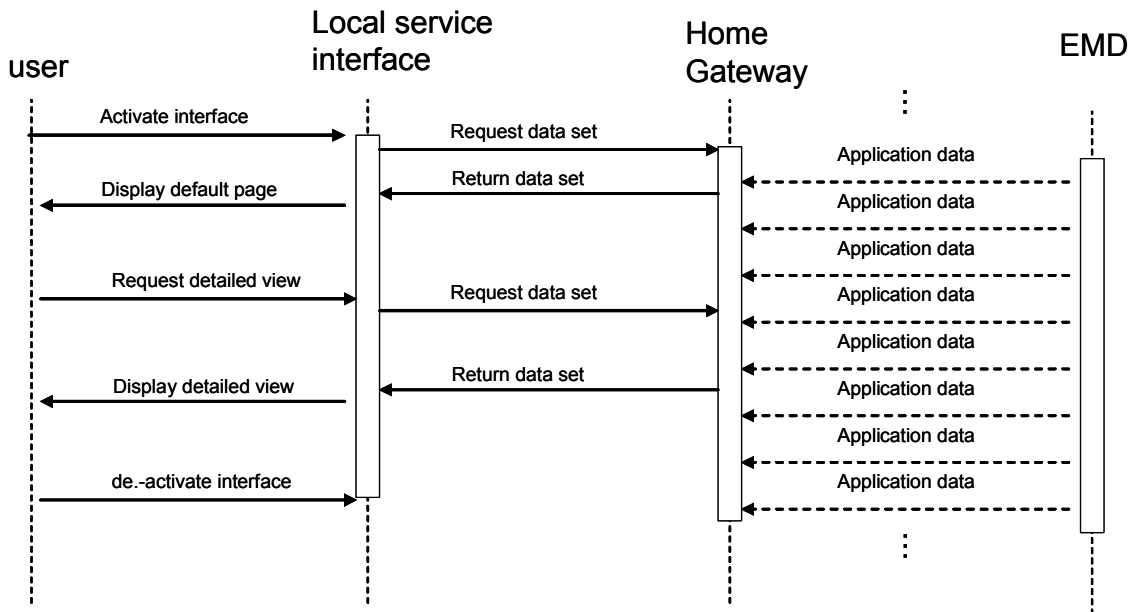 user
Local service
interface
Home
Gateway
EMD
Activate interface
Request data set
Application data
Return data set
Display default page
Application data
Application data
Request detailed view
Request data set
Application data
Application data
Display detailed view
Return data set
Application data
Application data
de.-activate interface
Application data